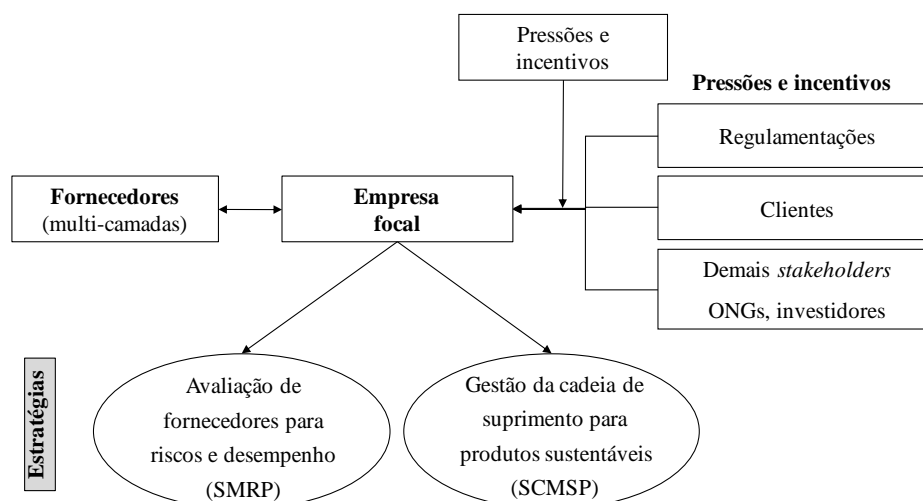 Pressões e
incentivos
Pressões e incentivos
Regulamentações
Fornecedores
(multi-camadas)
Empresa
focal
Clientes
Demais stakeholders
ONGs, investidores
Estratégias
Avaliação de
fornecedores para
riscos e desempenho
(SMRP)
Gestão da cadeia de
suprimento para
produtos sustentáveis
(SCMSP)